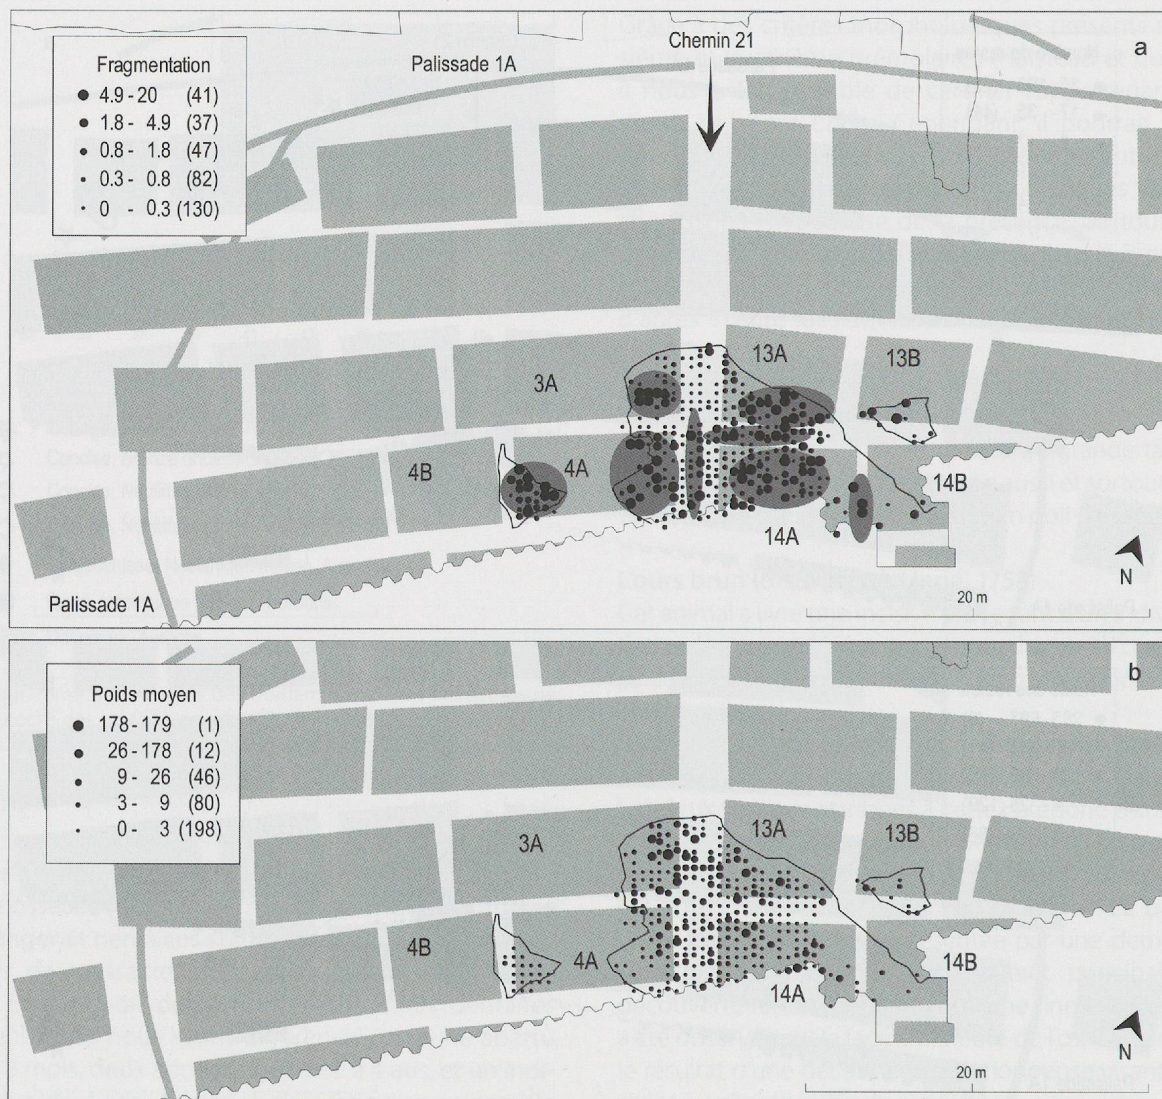 a
Chemin 21
Palissade 1A
Fragmentation
4.9 - 20 (41)
1.8 - 4.9 (37)
0.8 - 1.8 (47)
0.3 - 0.8 (82)
0 - 0.3 (130)
13A
13B
3A
4B
4A
14B
14A
N
Palissade 1A
20 m
b
Poids moyen
178 - 179 (1)
26 - 178 (12)
9 - 26 (46)
3 - 9 (80)
0 - 3 (198)
3A
13A
13B
4B
4A
14B
14A
N
20 m